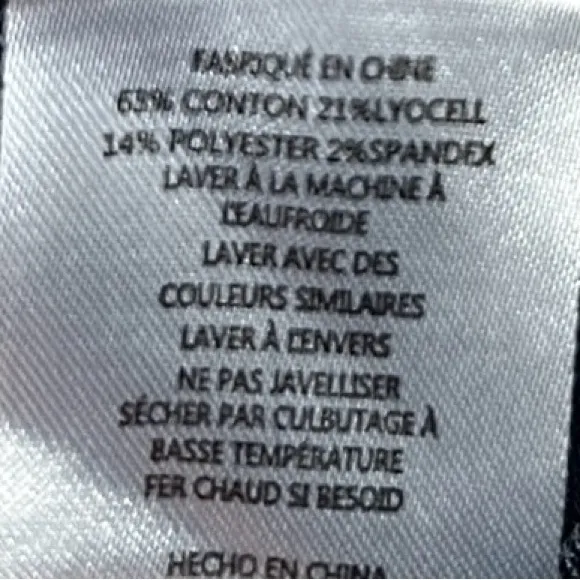 FABRIQUÉ EN CHINE
63% CONTON 21%LYOCELL
14% POLYESTER 2%SPANDEX
LAVER À LA MACHINE À
L'EAUFROIDE
LAVER AVEC DES
COULEURS SIMILAIRES
LAVER À L'ENVERS
NE PAS JAVELLISER
SÉCHER PAR CULBUTAGE À
BASSE TEMPÉRATURE
FER CHAUD SI BESOID
HECHO EN CHINA